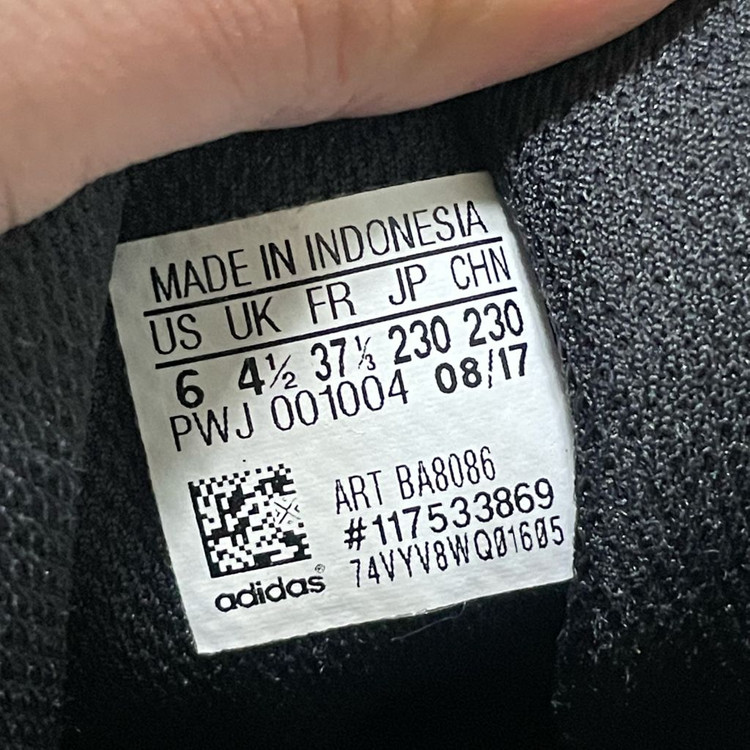 MADE IN INDONESIA
US UK FR JP CHN
6 4½ 37⅓ 230 230
PWJ 001004 08/17
ART BA8086
#117533869
74VYV8WQ01605
adidas®